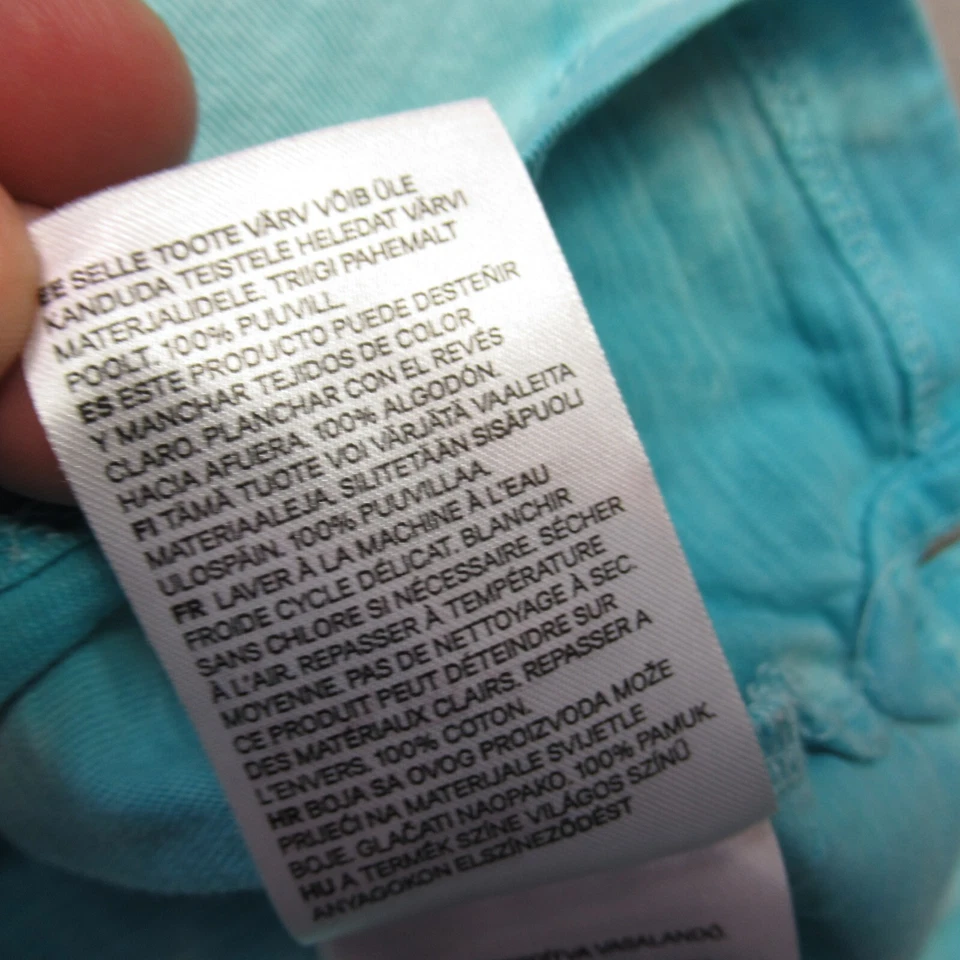 EE SELLE TOOTE VÄRV VÕIB ÜLE
KANDUDA TEISTELE HELEDAT VÄRVI
MATERJALIDELE. TRIIGI PAHEMALT
POOLT. 100% PUUVILL.
ES ESTE PRODUCTO PUEDE DESTEÑIR
Y MANCHAR TEJIDOS DE COLOR
CLARO. PLANCHAR CON EL REVÉS
HACIA AFUERA. 100% ALGODÓN.
FI TÄMÄ TUOTE VOI VÄRJÄTÄ VAALEITA
MATERIAALEJA. SILITETÄÄN SISÄPUOLI
ULOSPÄIN. 100% PUUVILLAA.
FR LAVER À LA MACHINE À L'EAU
FROIDE CYCLE DÉLICAT. BLANCHIR
SANS CHLORE SI NÉCESSAIRE. SÉCHER
À L'AIR. REPASSER À TEMPÉRATURE
MOYENNE. PAS DE NETTOYAGE À SEC.
CE PRODUIT PEUT DÉTEINDRE SUR
DES MATÉRIAUX CLAIRS. REPASSER A
L'ENVERS. 100% COTON.
HR BOJA SA OVOG PROIZVODA MOŽE
PRIJEĆI NA MATERIJALE SVIJETLE
BOJE. GLAČATI NAOPAKO. 100% PAMUK.
HU A TERMÉK SZÍNE VILÁGOS SZÍNŰ
ANYAGOKON ELSZÍNEZŐDÉST
VASALANDÓ.